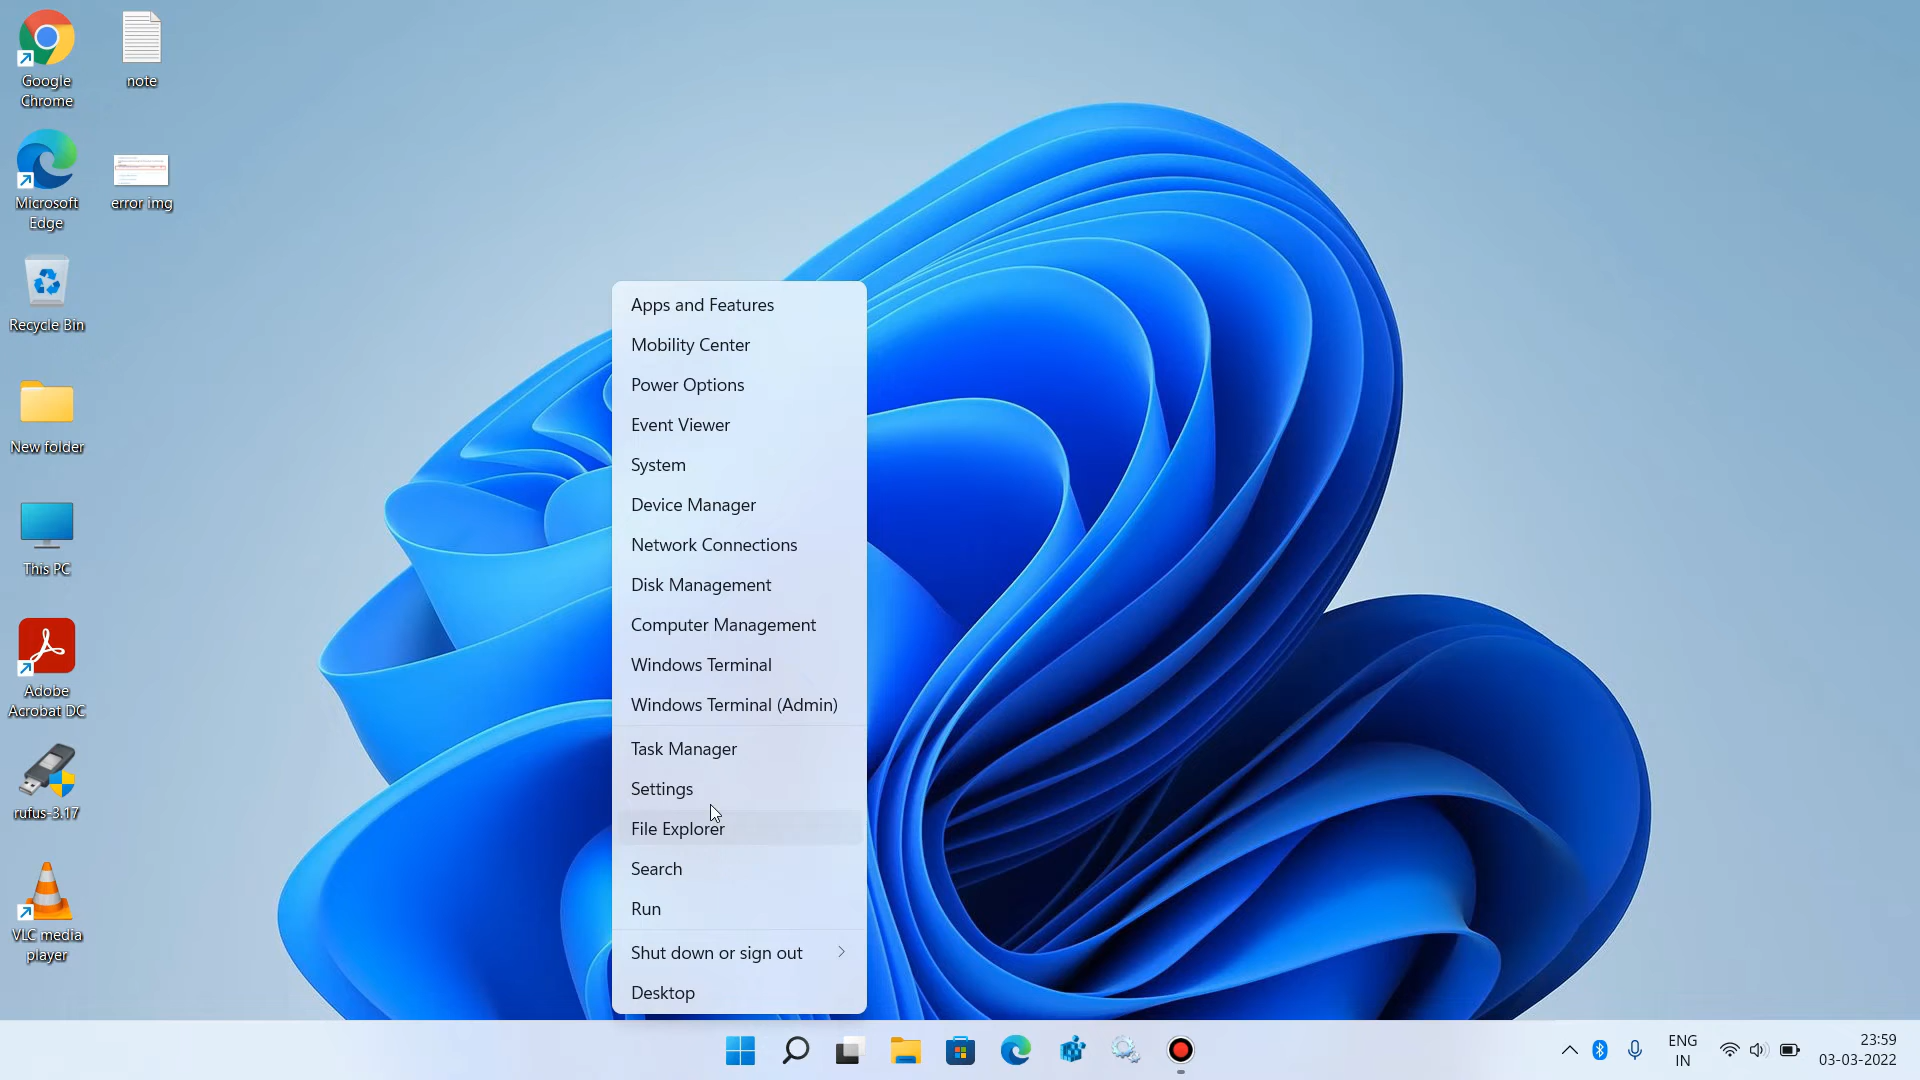 Google
Chrome
note
Microsoft
Edge
error img
Recycle Bin
New folder
This PC
Adobe
Acrobat DC
rufus-3.17
VLC media
player
Apps and Features
Mobility Center
Power Options
Event Viewer
System
Device Manager
Network Connections
Disk Management
Computer Management
Windows Terminal
Windows Terminal (Admin)
Task Manager
Settings
File Explorer
Search
Run
Shut down or sign out
Desktop
ENG
IN
23:59
03-03-2022